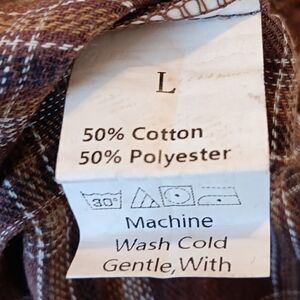 L
50% Cotton
50% Polyester
30°
Machine
Wash Cold
Gentle,With